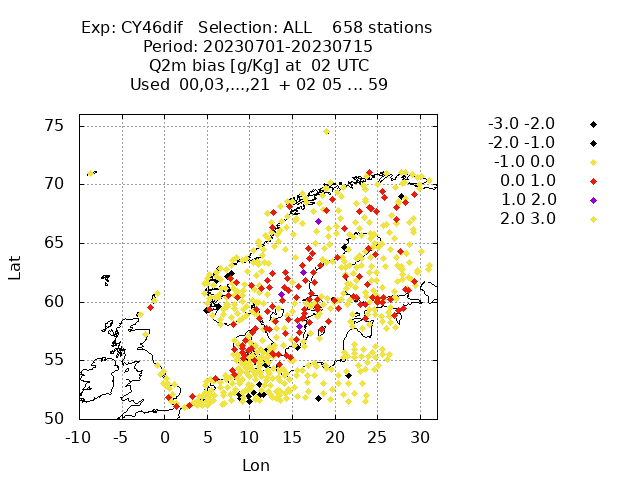 Exp: CY46dif   Selection: ALL    658 stations
Period: 20230701-20230715
Q2m bias [g/Kg] at  02 UTC
Used  00,03,...,21  + 02 05 ... 59
75
70
65
60
55
50
Lat
-10 -5 0 5 10 15 20 25 30
Lon
-3.0 -2.0
-2.0 -1.0
-1.0 0.0
0.0 1.0
1.0 2.0
2.0 3.0